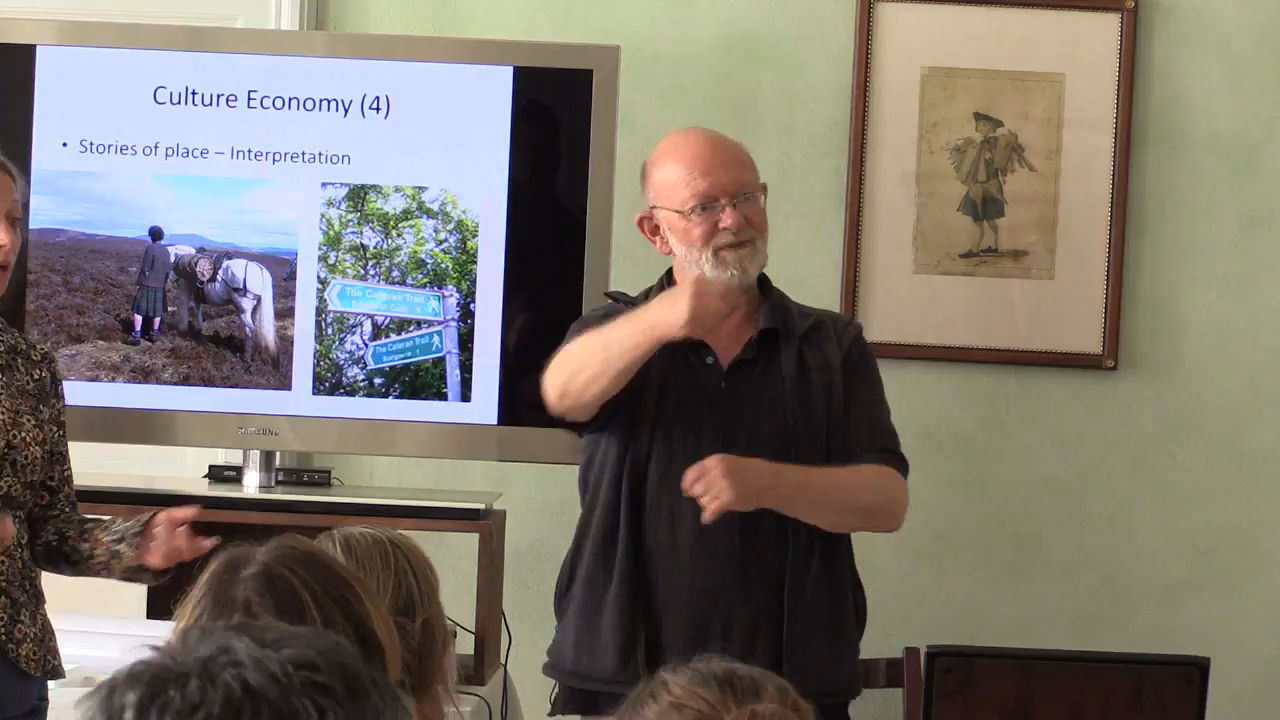 Culture Economy (4)
• Stories of place – Interpretation
The Cateran Trail
The Cateran Trail
SAMSUNG